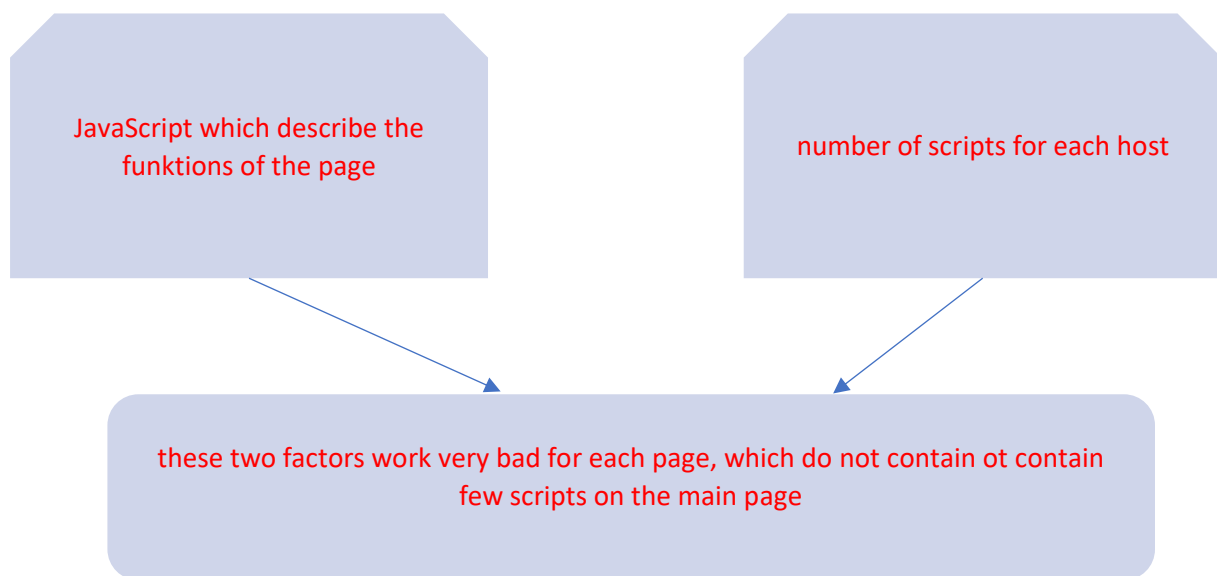 JavaScript which describe the
funktions of the page
number of scripts for each host
these two factors work very bad for each page, which do not contain ot contain
few scripts on the main page